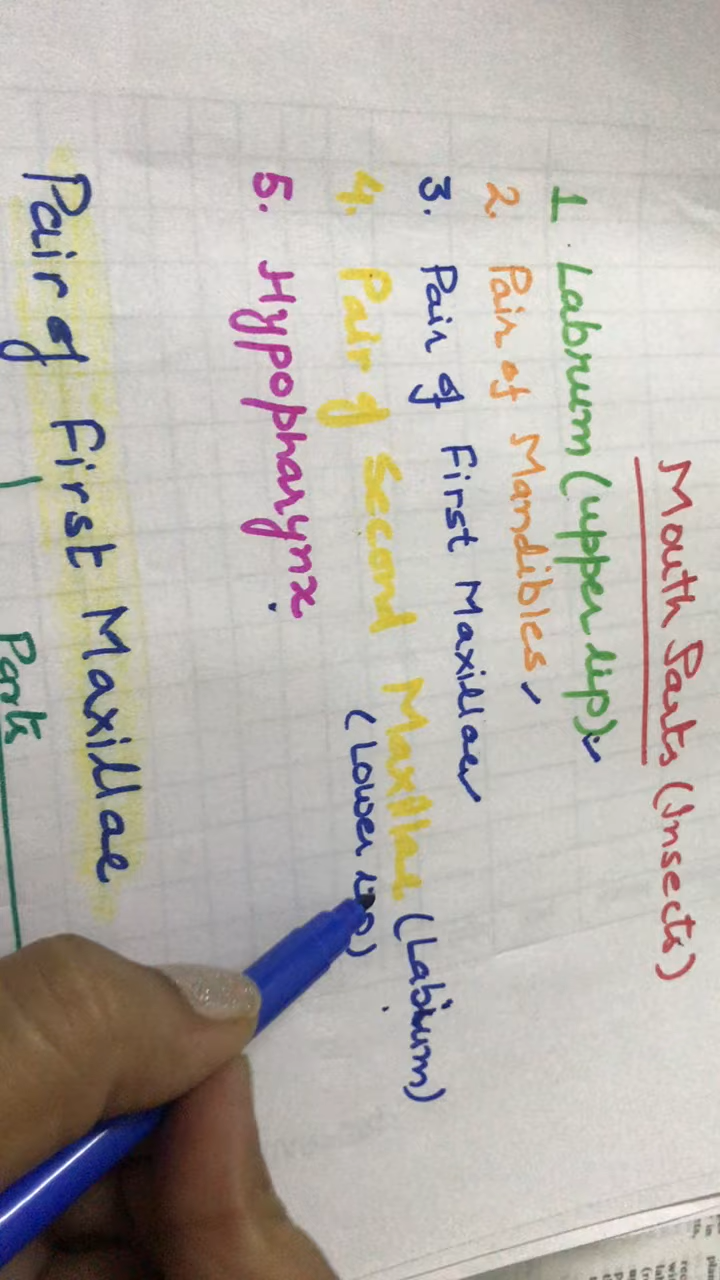 Mouth Parts (Insects)
1. Labrum (upper lip)
2. Pair of Mandibles
3. Pair of First Maxillae
4. Pair of Second Maxillae (Labium)
(Lower lip)
5. Hypopharynx.
Pair of First Maxillae
Parts